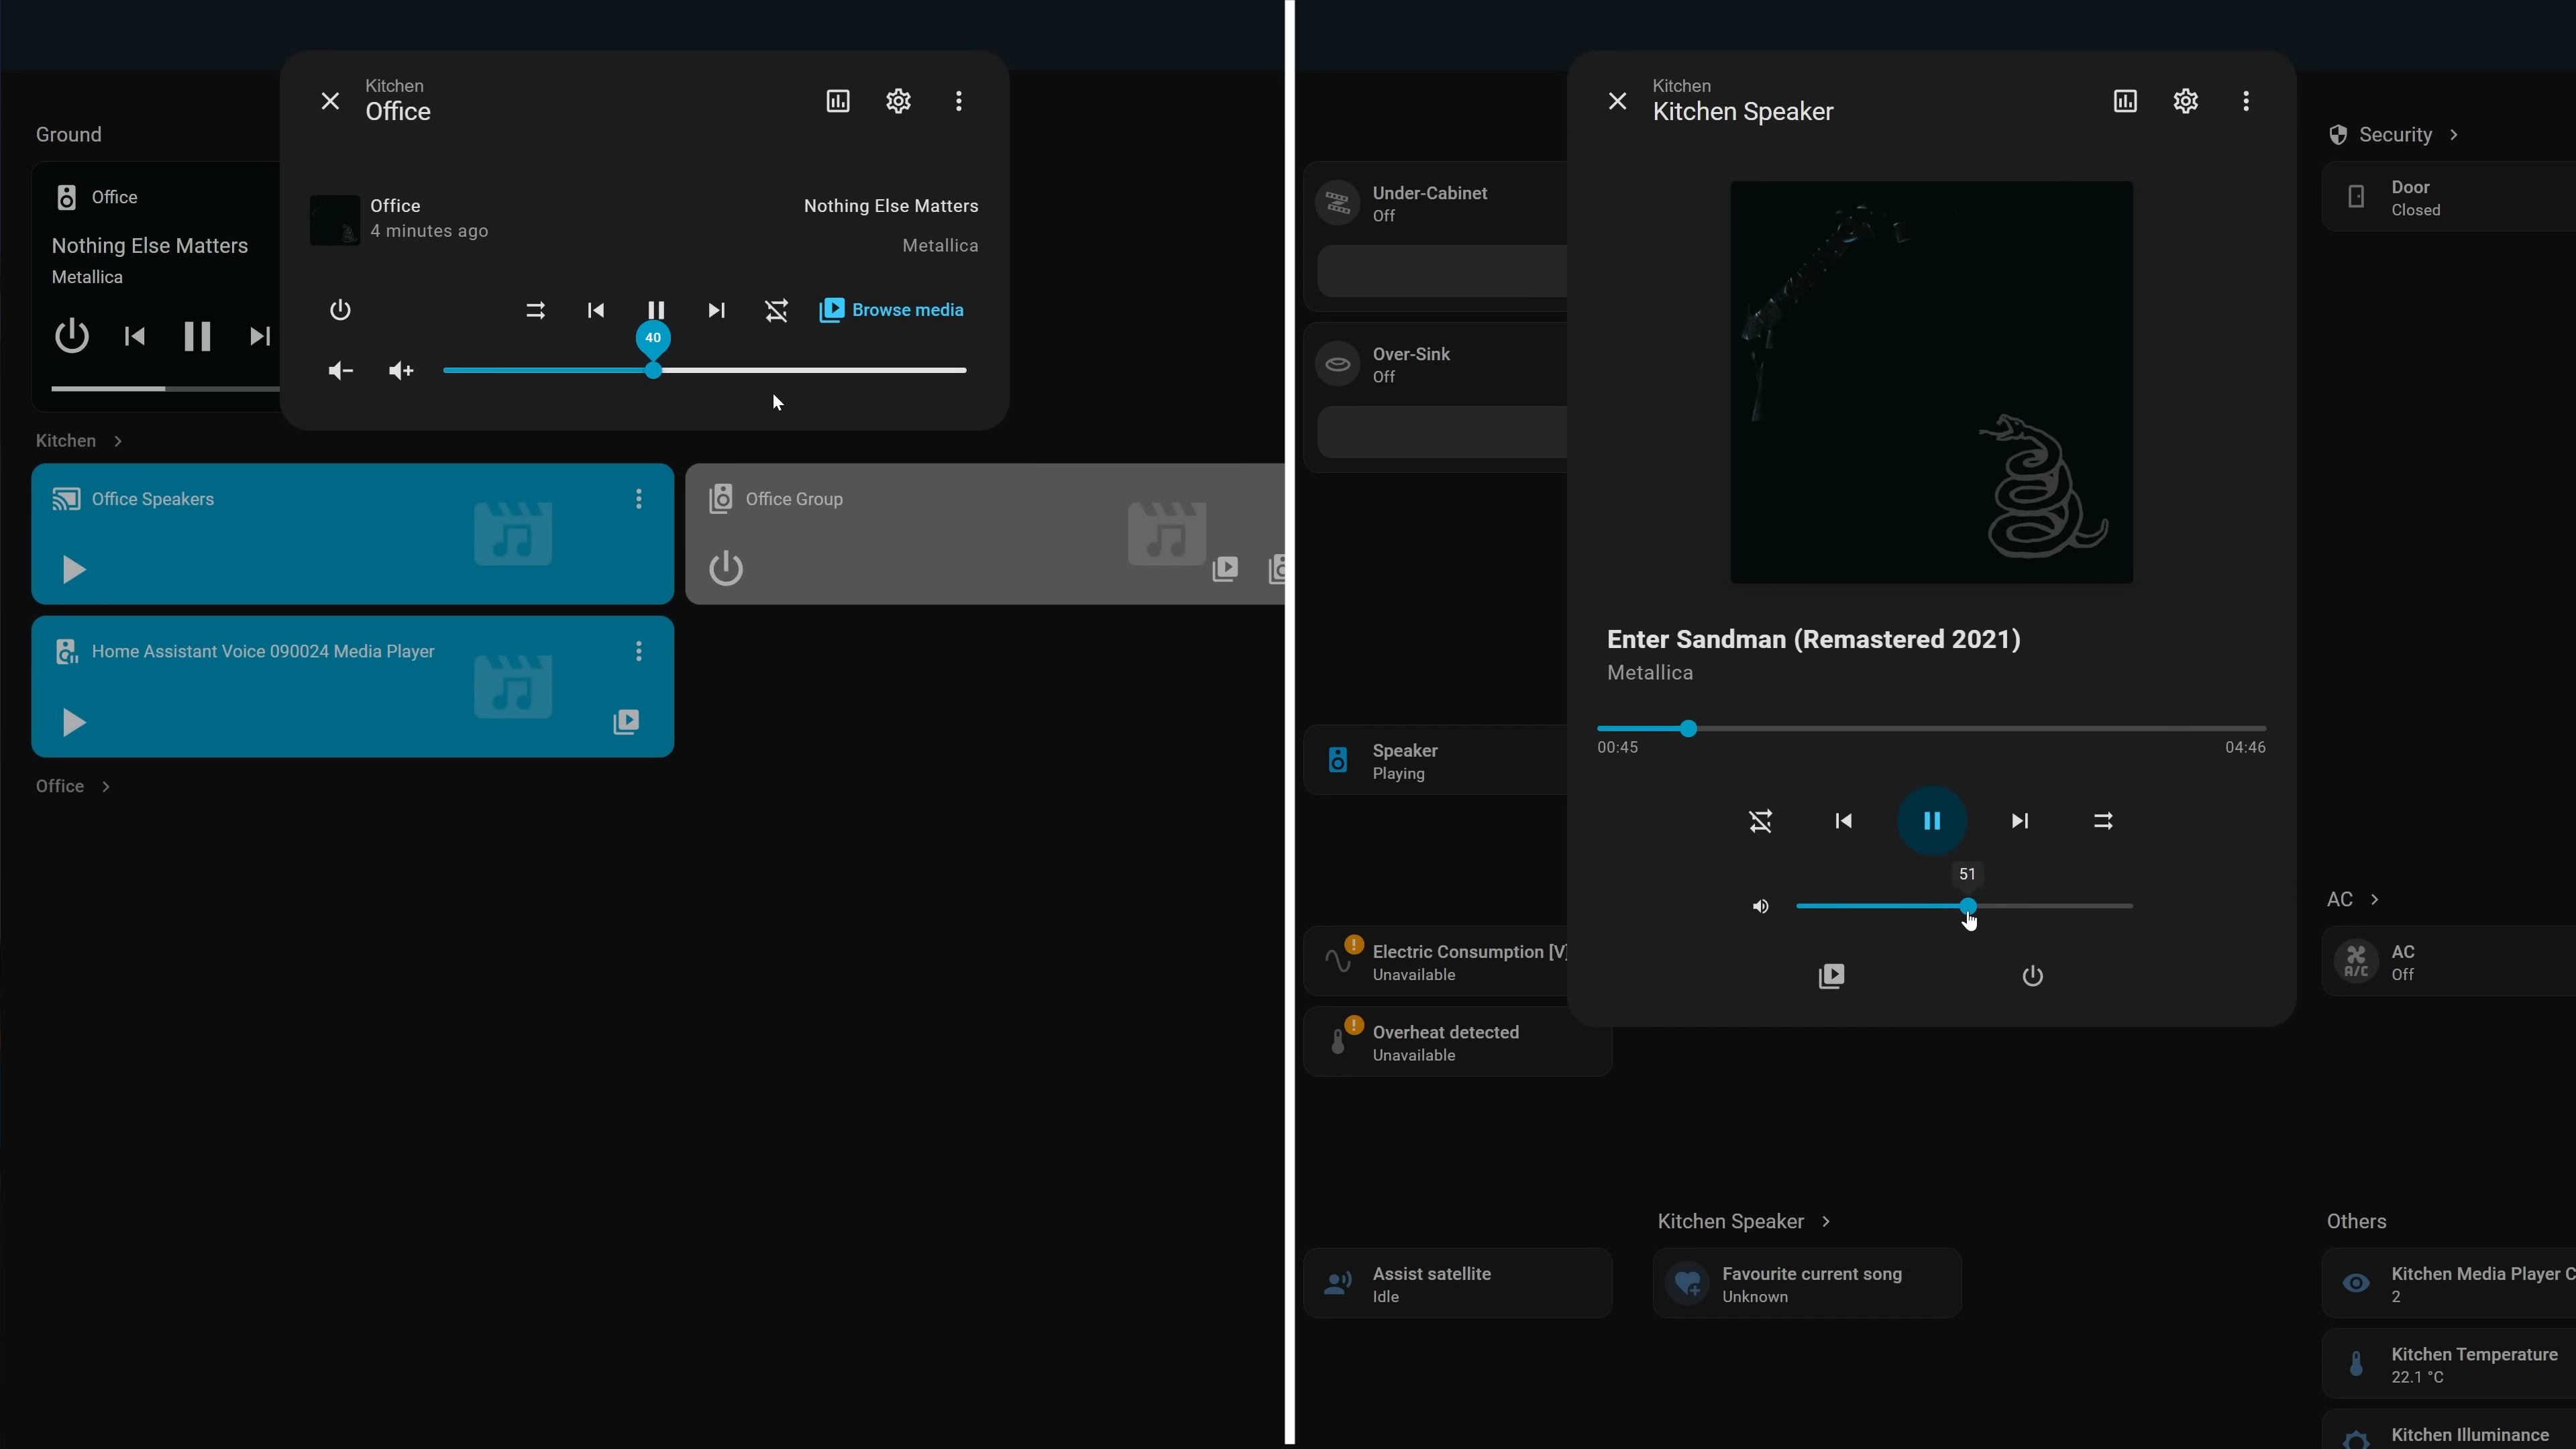 Kitchen
Office
Ground
Office
Nothing Else Matters
Metallica
Office
4 minutes ago
Nothing Else Matters
Metallica
Browse media
40
Kitchen
Office Speakers
Office Group
Home Assistant Voice 090024 Media Player
Office
Kitchen
Kitchen Speaker
Under-Cabinet
Off
Over-Sink
Off
Security
Door
Closed
Enter Sandman (Remastered 2021)
Metallica
00:45
04:46
Speaker
Playing
51
AC
AC
A/C
Off
Electric Consumption [V]
Unavailable
Overheat detected
Unavailable
Kitchen Speaker
Others
Assist satellite
Idle
Favourite current song
Unknown
Kitchen Media Player C
2
Kitchen Temperature
22.1 °C
Kitchen Illuminance